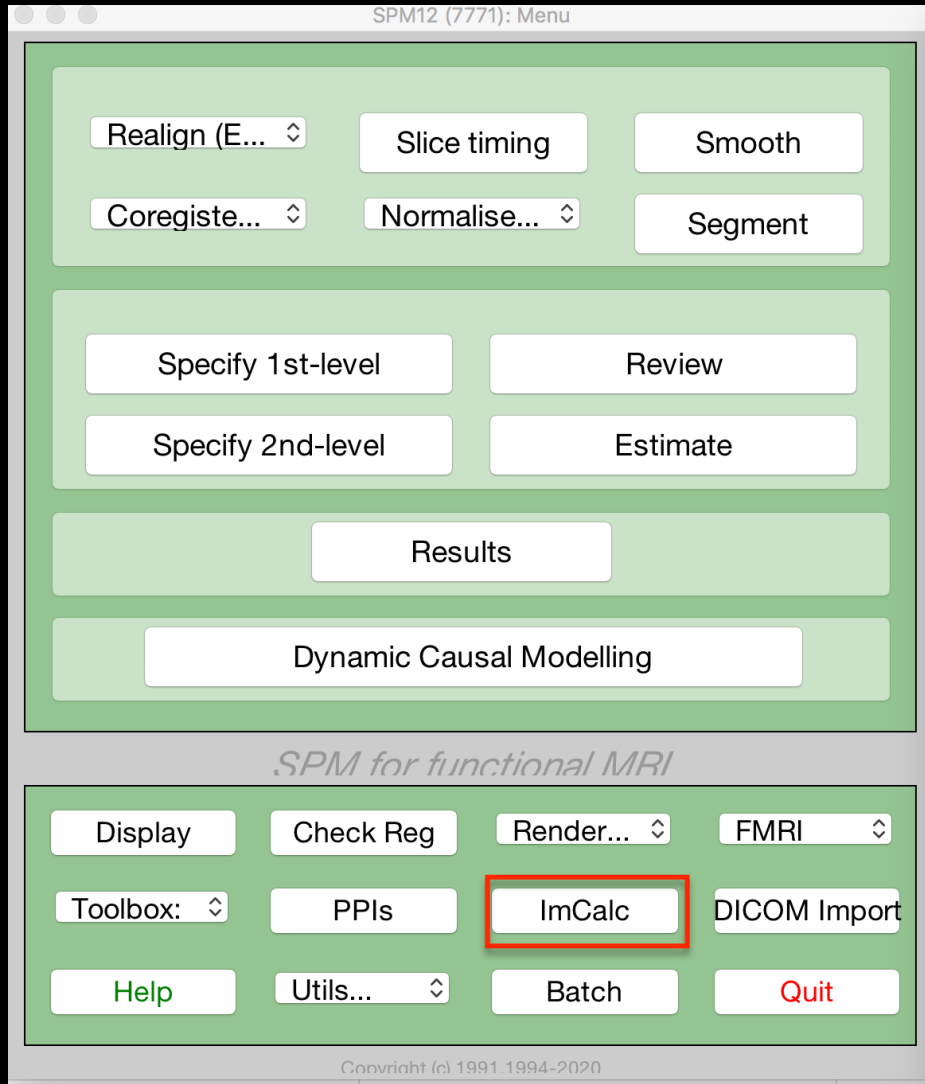 SPM12 (7771): Menu
Realign (E...
Slice timing
Smooth
Coregiste...
Normalise...
Segment
Specify 1st-level
Review
Specify 2nd-level
Estimate
Results
Dynamic Causal Modelling
SPM for functional MRI
Display
Check Reg
Render...
FMRI
Toolbox:
PPIs
ImCalc
DICOM Import
Help
Utils...
Batch
Quit
Copyright (c) 1991,1994-2020